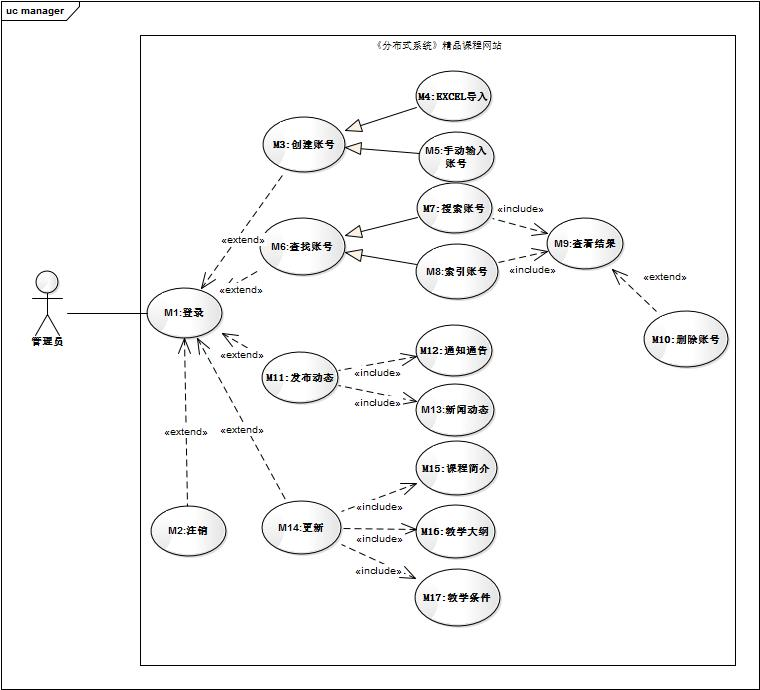 uc manager
《分布式系统》精品课程网站
M4:EXCEL导入
M3:创建账号
M5:手动输入
账号
M7:搜索账号
«include»
«extend»
M6:查找账号
M9:查看结果
M8:索引账号
«include»
«extend»
«extend»
M1:登录
管理员
M10:删除账号
M12:通知通告
«extend»
«include»
M11:发布动态
«include»
M13:新闻动态
«extend»
«extend»
M15:课程简介
«include»
M2:注销
M14:更新
M16:教学大纲
«include»
«include»
M17:教学条件